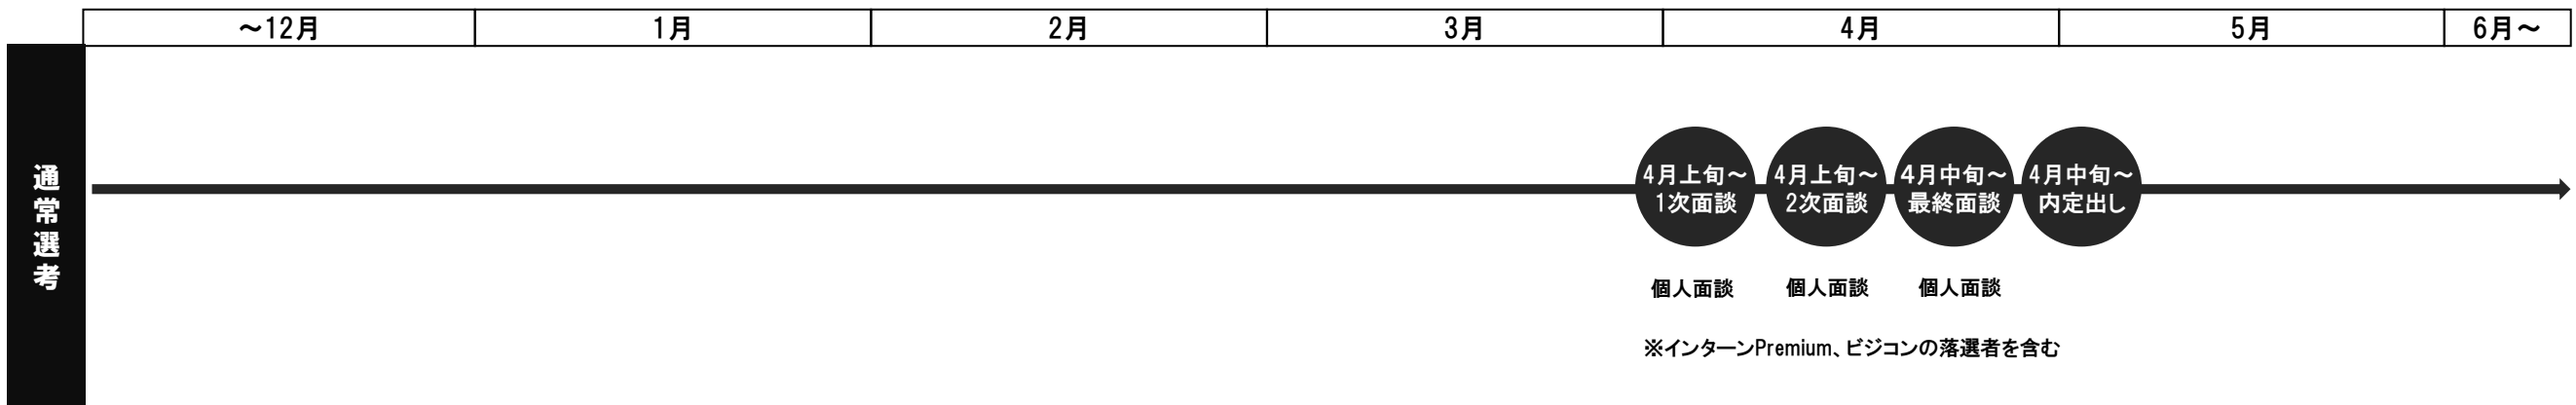 ～12月
1月
2月
3月
4月
5月
6月～
通常選考
4月上旬～
1次面談
4月上旬～
2次面談
4月中旬～
最終面談
4月中旬～
内定出し
個人面談
個人面談
個人面談
※インターンPremium、ビジコンの落選者を含む